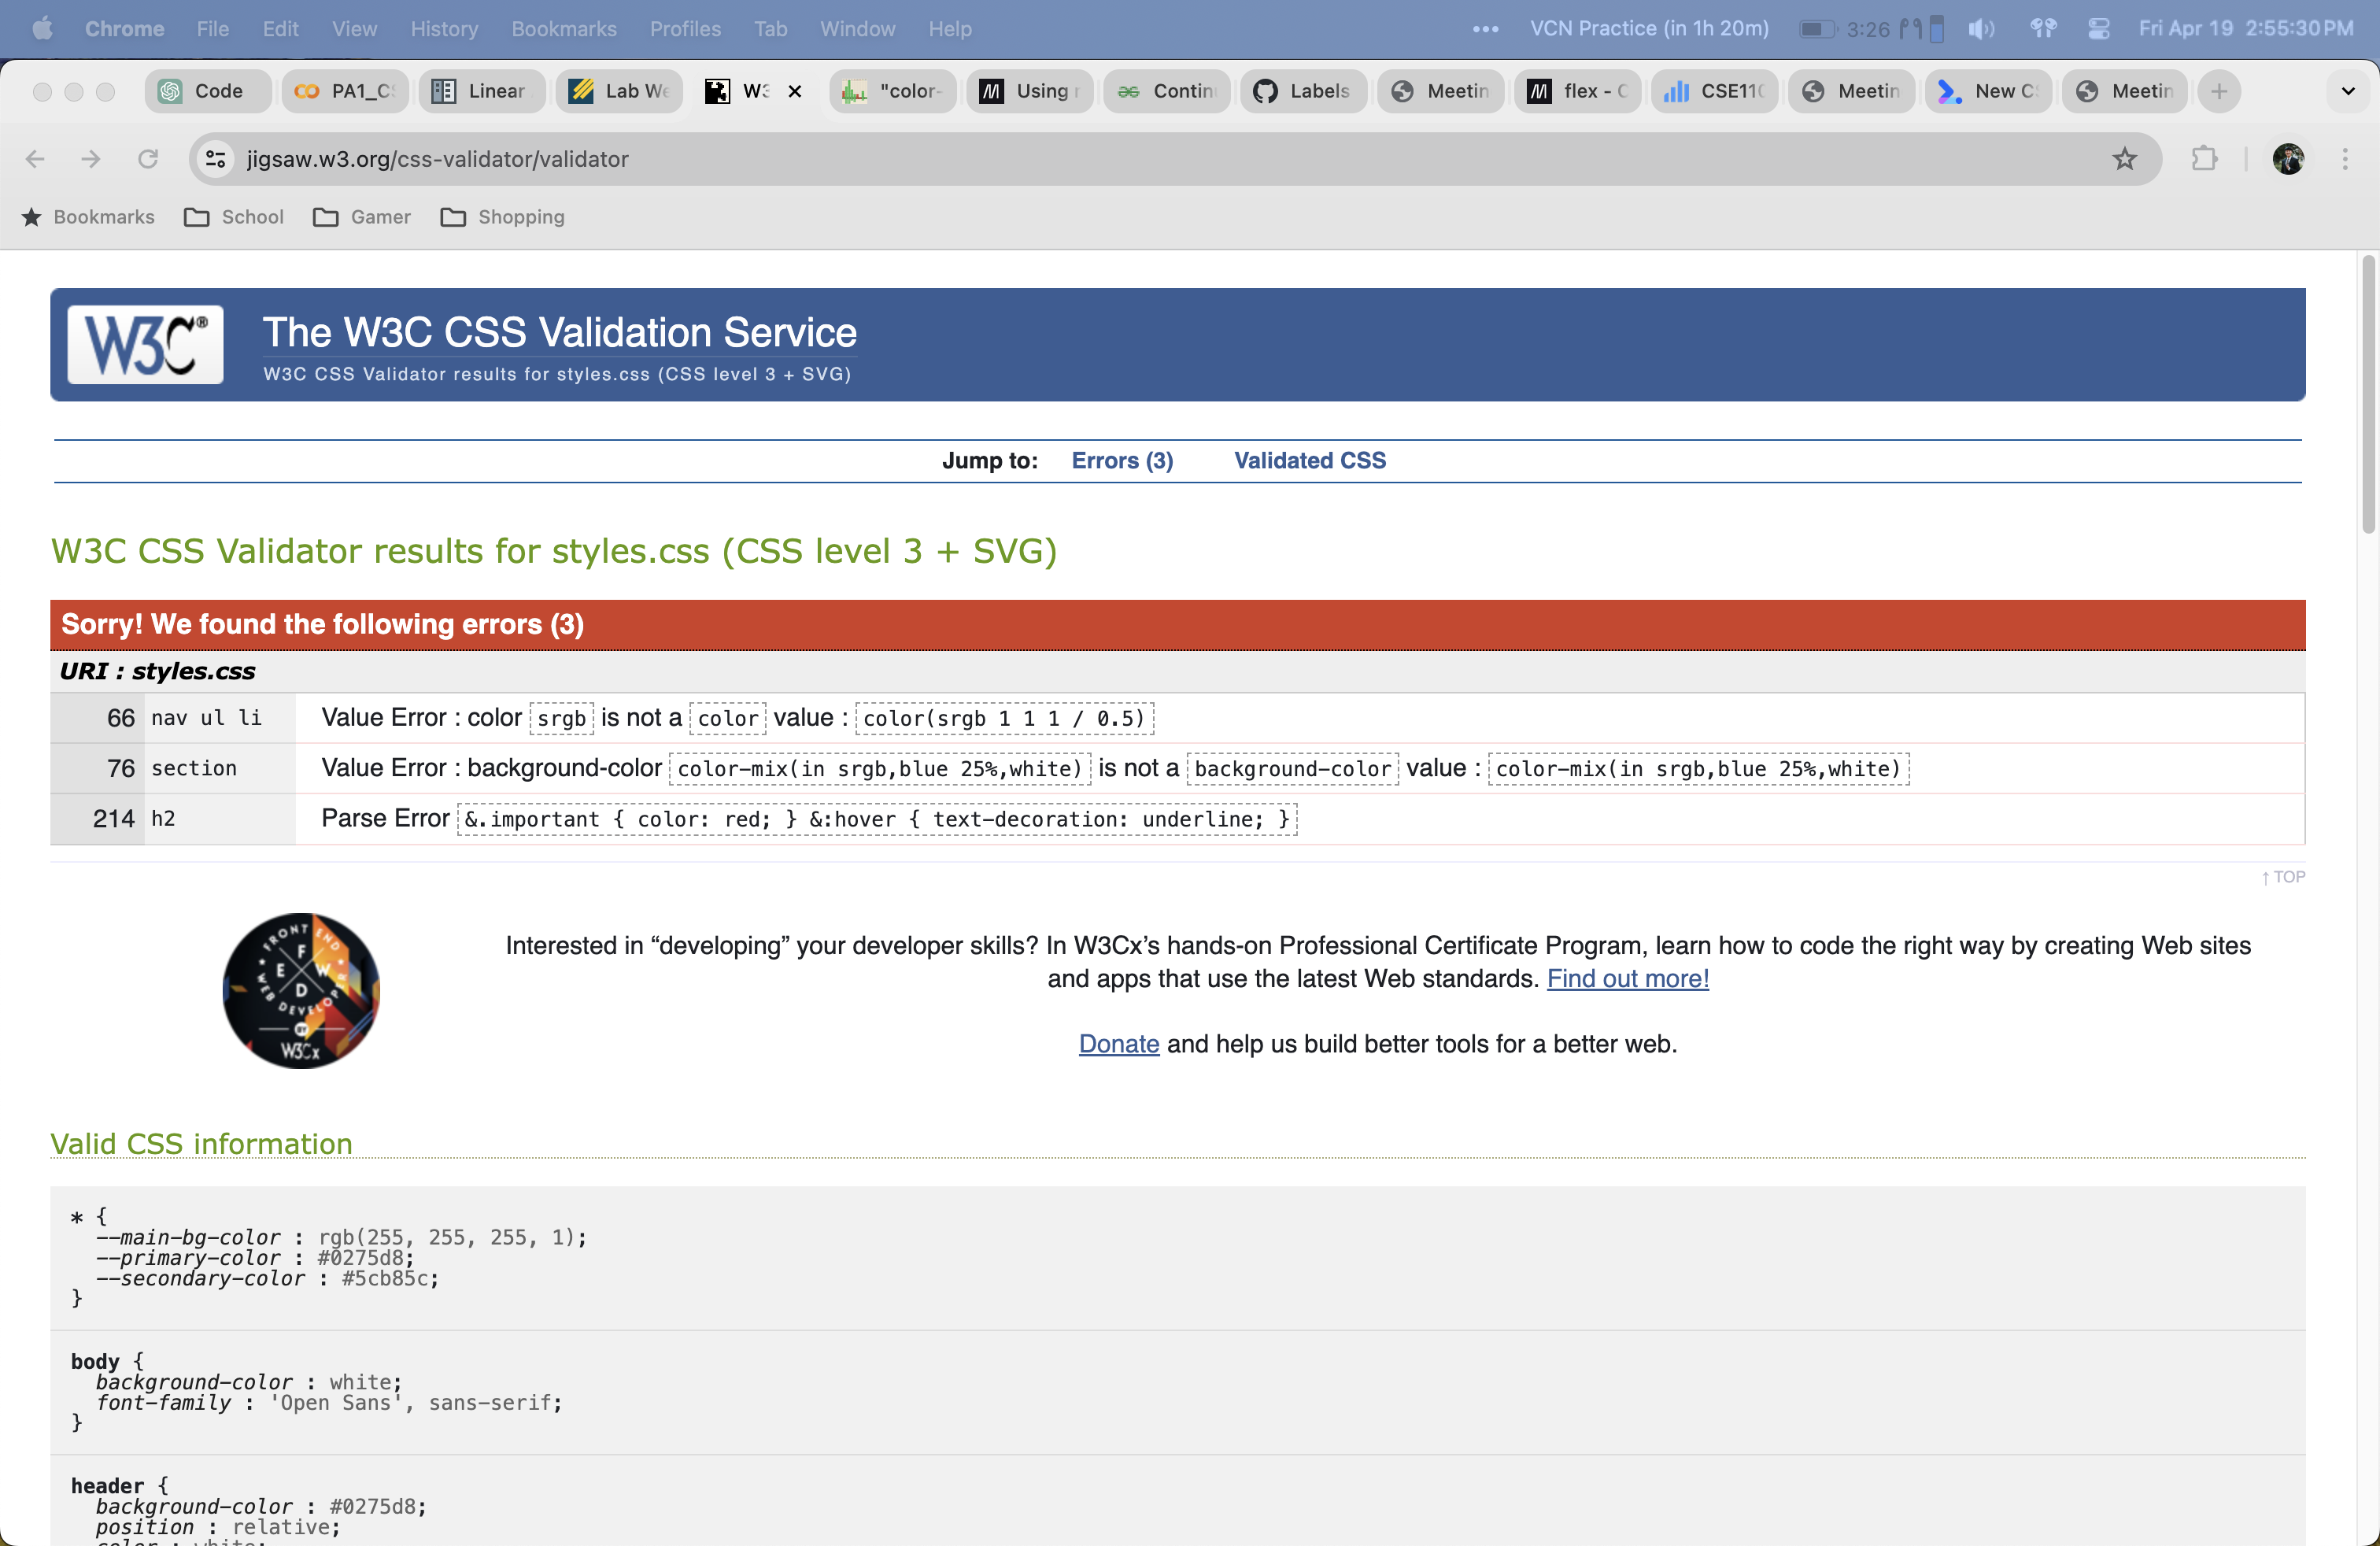 Chrome File Edit View History Bookmarks Profiles Tab Window Help ••• VCN Practice (in 1h 20m) 3:26 Fri Apr 19 2:55:30 PM
Code PA1_C Linear Lab We W3 "color- Using Contin Labels Meetin flex - C CSE110 Meetin New C Meetin
jigsaw.w3.org/css-validator/validator
Bookmarks School Gamer Shopping
W3C® The W3C CSS Validation Service
W3C CSS Validator results for styles.css (CSS level 3 + SVG)
Jump to: Errors (3) Validated CSS
W3C CSS Validator results for styles.css (CSS level 3 + SVG)
Sorry! We found the following errors (3)
URI : styles.css
66 nav ul li Value Error : color srgb is not a color value : color(srgb 1 1 1 / 0.5)
76 section Value Error : background-color color-mix(in srgb,blue 25%,white) is not a background-color value : color-mix(in srgb,blue 25%,white)
214 h2 Parse Error &.important { color: red; } &:hover { text-decoration: underline; }
↑ TOP
FRONT END
F
E W
D
WEB DEVELOPER
BY
W3Cx
Interested in “developing” your developer skills? In W3Cx’s hands-on Professional Certificate Program, learn how to code the right way by creating Web sites
and apps that use the latest Web standards. Find out more!
Donate and help us build better tools for a better web.
Valid CSS information
* {
--main-bg-color : rgb(255, 255, 255, 1);
--primary-color : #0275d8;
--secondary-color : #5cb85c;
}
body {
background-color : white;
font-family : 'Open Sans', sans-serif;
}
header {
background-color : #0275d8;
position : relative;
color : white;